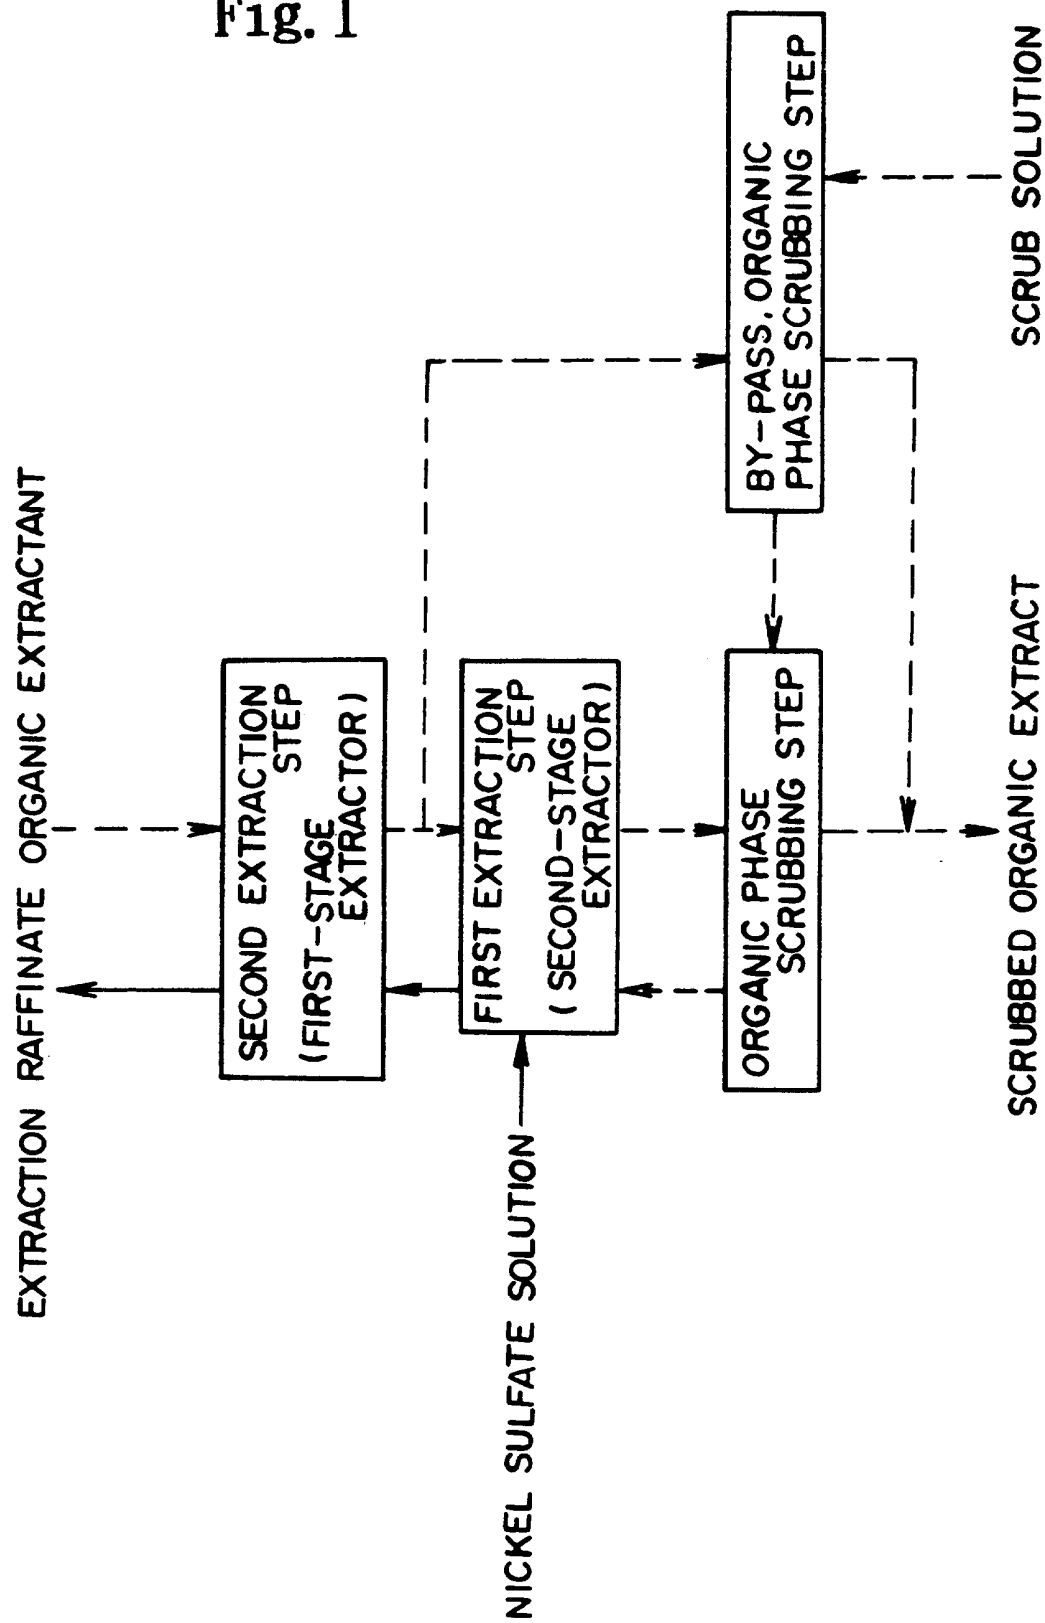 Fig. 1
EXTRACTION RAFFINATE ORGANIC EXTRACTANT
SECOND EXTRACTION
STEP
(FIRST-STAGE
EXTRACTOR)
NICKEL SULFATE SOLUTION
FIRST EXTRACTION
STEP
(SECOND-STAGE
EXTRACTOR)
ORGANIC PHASE
SCRUBBING STEP
BY-PASS, ORGANIC
PHASE SCRUBBING STEP
SCRUBBED ORGANIC EXTRACT
SCRUB SOLUTION